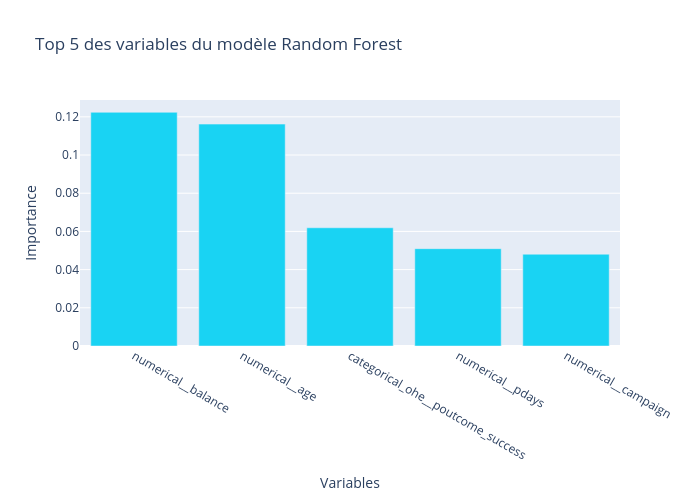 Top 5 des variables du modèle Random Forest
Importance
0.12
0.1
0.08
0.06
0.04
0.02
0
numerical__balance
numerical__age
categorical_ohe__poutcome_success
numerical__pdays
numerical__campaign
Variables